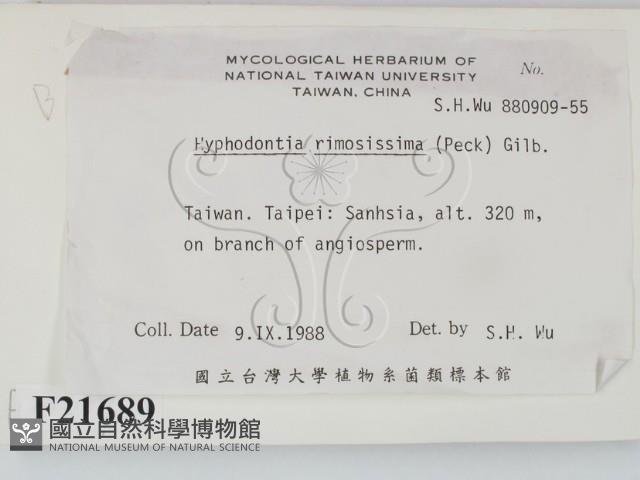 MYCOLOGICAL HERBARIUM OF
NATIONAL TAIWAN UNIVERSITY
TAIWAN, CHINA
No.
S.H.Wu 880909-55
Hyphodontia rimosissima (Peck) Gilb.
Taiwan. Taipei: Sanhsia, alt. 320 m,
on branch of angiosperm.
Coll. Date 9.IX.1988 Det. by S.H. Wu
國立台灣大學植物系菌類標本館
F21689
國立自然科學博物館
NATIONAL MUSEUM OF NATURAL SCIENCE